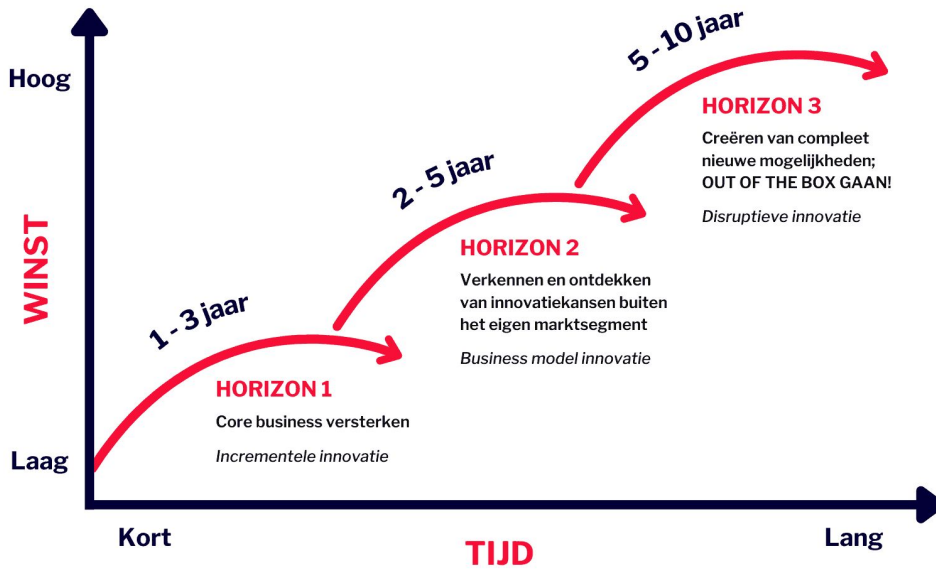 5 - 10 jaar
Hoog
HORIZON 3
Creëren van compleet
nieuwe mogelijkheden;
OUT OF THE BOX GAAN!
Disruptieve innovatie
2 - 5 jaar
HORIZON 2
Verkennen en ontdekken
van innovatiekansen buiten
het eigen marktsegment
Business model innovatie
WINST
1 - 3 jaar
HORIZON 1
Core business versterken
Incrementele innovatie
Laag
Kort
TIJD
Lang